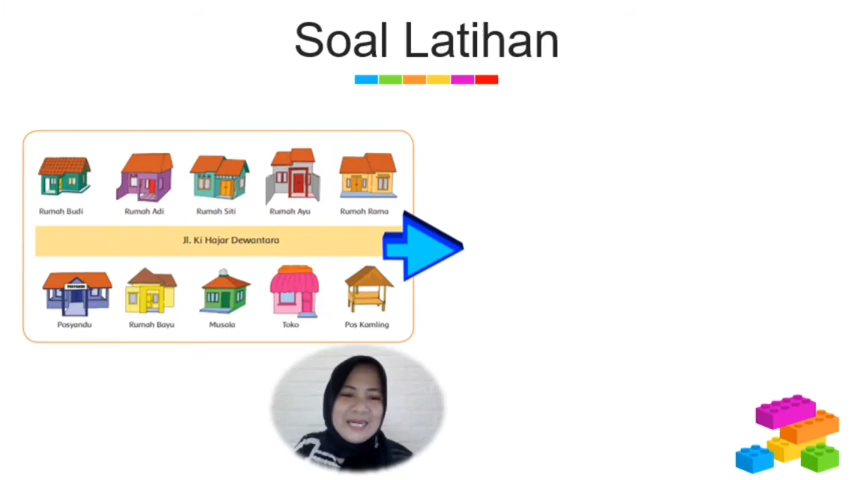 Soal Latihan
Rumah Budi Rumah Adi Rumah Siti Rumah Ayu Rumah Rama
Jl. Ki Hajar Dewantara
POSYANDU
Posyandu Rumah Bayu Musala Toko Pos Kamling